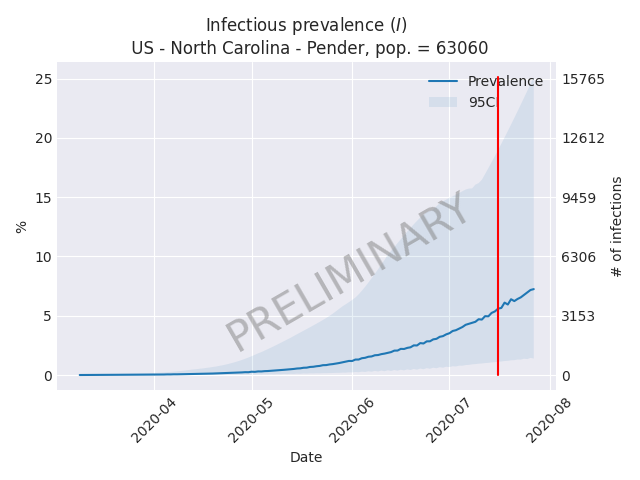 Infectious prevalence (I)
US - North Carolina - Pender, pop. = 63060
Prevalence
95CI
25
20
15
10
5
0
%
15765
12612
9459
6306
3153
0
# of infections
PRELIMINARY
2020-04
2020-05
2020-06
2020-07
2020-08
Date